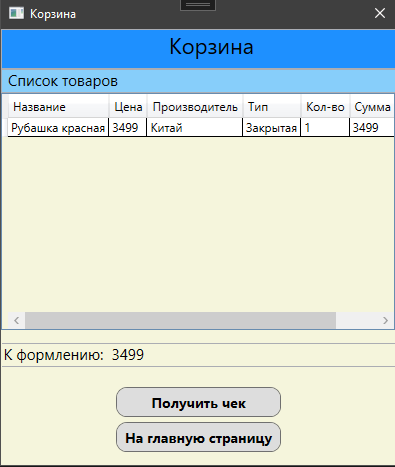 Корзина
Корзина
Список товаров
Название Цена Производитель Тип Кол-во Сумма
Рубашка красная 3499 Китай Закрытая 1 3499
К формлению: 3499
Получить чек
На главную страницу